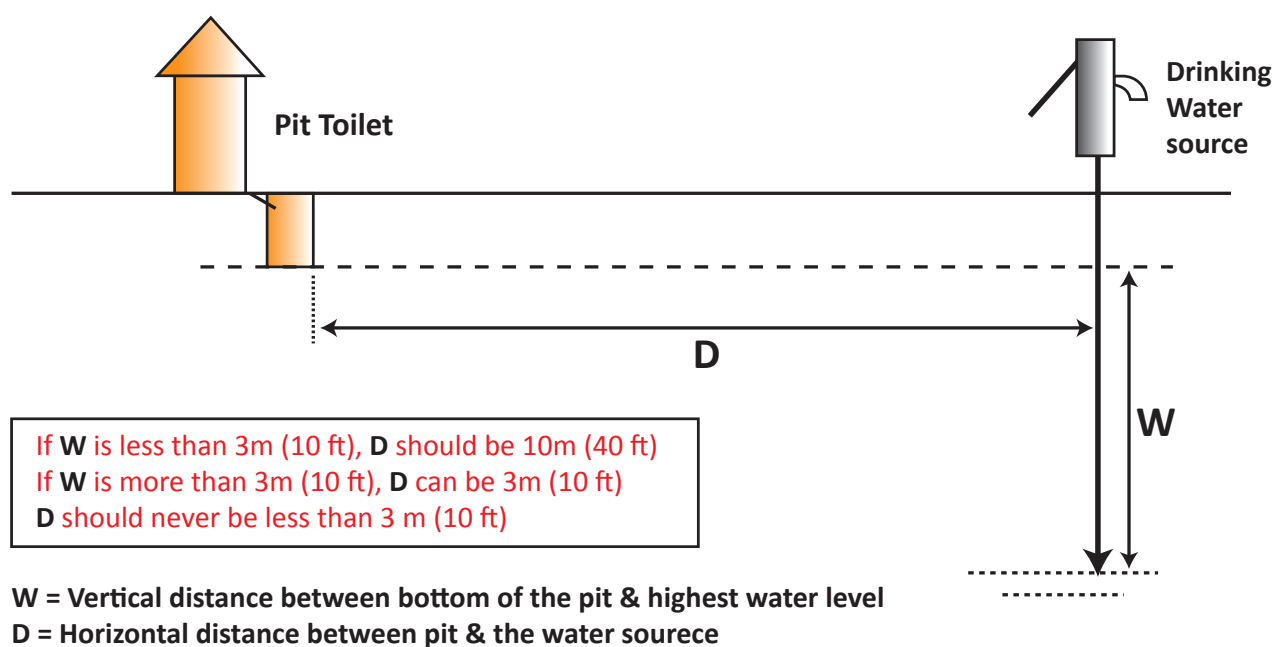 Pit Toilet
Drinking
Water
source
D
W
If W is less than 3m (10 ft), D should be 10m (40 ft)
If W is more than 3m (10 ft), D can be 3m (10 ft)
D should never be less than 3 m (10 ft)
W = Vertical distance between bottom of the pit & highest water level
D = Horizontal distance between pit & the water sourece